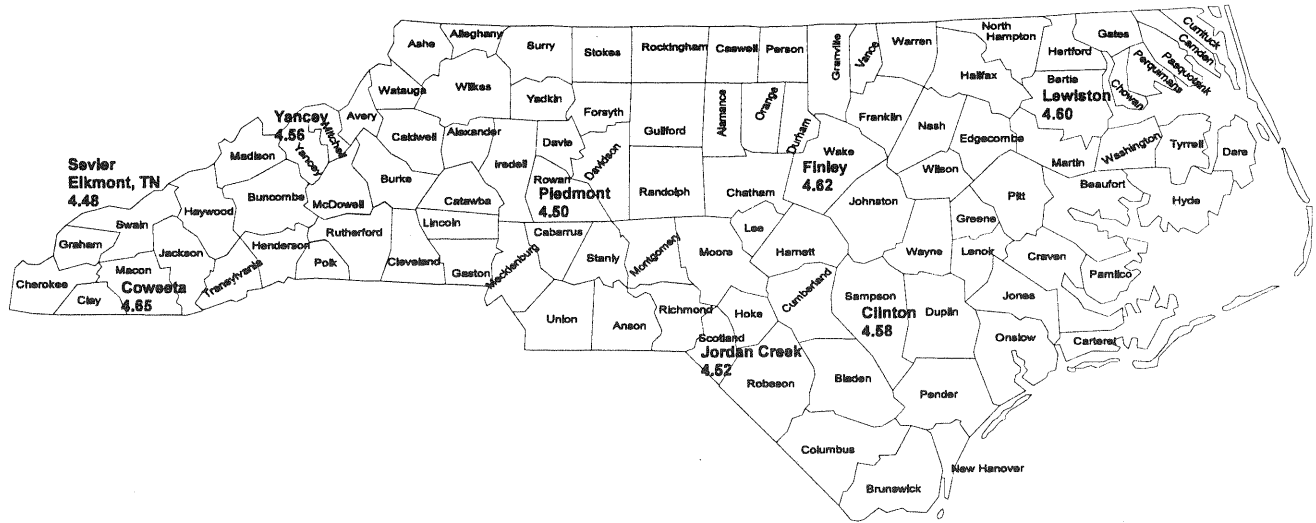 Ashe
Alleghany
Surry
Stokes
Rockingham
Caswell
Person
Granville
Vance
Warren
North
Hampton
Hertford
Gates
Currituck
Camden
Pasquotank
Perquimans
Chowan
Halifax
Bertie
Lewiston
4.60
Watauga
Wilkes
Yadkin
Forsyth
Guilford
Alamance
Orange
Durham
Franklin
Nash
Edgecombe
Martin
Washington
Tyrrell
Dare
Yancey
4.56
Mitchell
Yancey
Avery
Caldwell
Alexander
Iredell
Davie
Davidson
Rowan
Piedmont
4.50
Randolph
Chatham
Wake
Finley
4.62
Wilson
Johnston
Greene
Pitt
Beaufort
Hyde
Sevier
Elkmont, TN
4.48
Madison
Buncombe
McDowell
Burke
Catawba
Lincoln
Haywood
Swain
Graham
Jackson
Cherokee
Macon
Clay
Coweeta
4.65
Transylvania
Henderson
Polk
Rutherford
Cleveland
Gaston
Mecklenburg
Cabarrus
Stanly
Montgomery
Moore
Lee
Harnett
Wayne
Lenoir
Craven
Pamlico
Union
Anson
Richmond
Hoke
Scotland
Jordan Creek
4.52
Cumberland
Sampson
Clinton
4.58
Duplin
Jones
Onslow
Carteret
Robeson
Bladen
Pender
Columbus
Brunswick
New Hanover